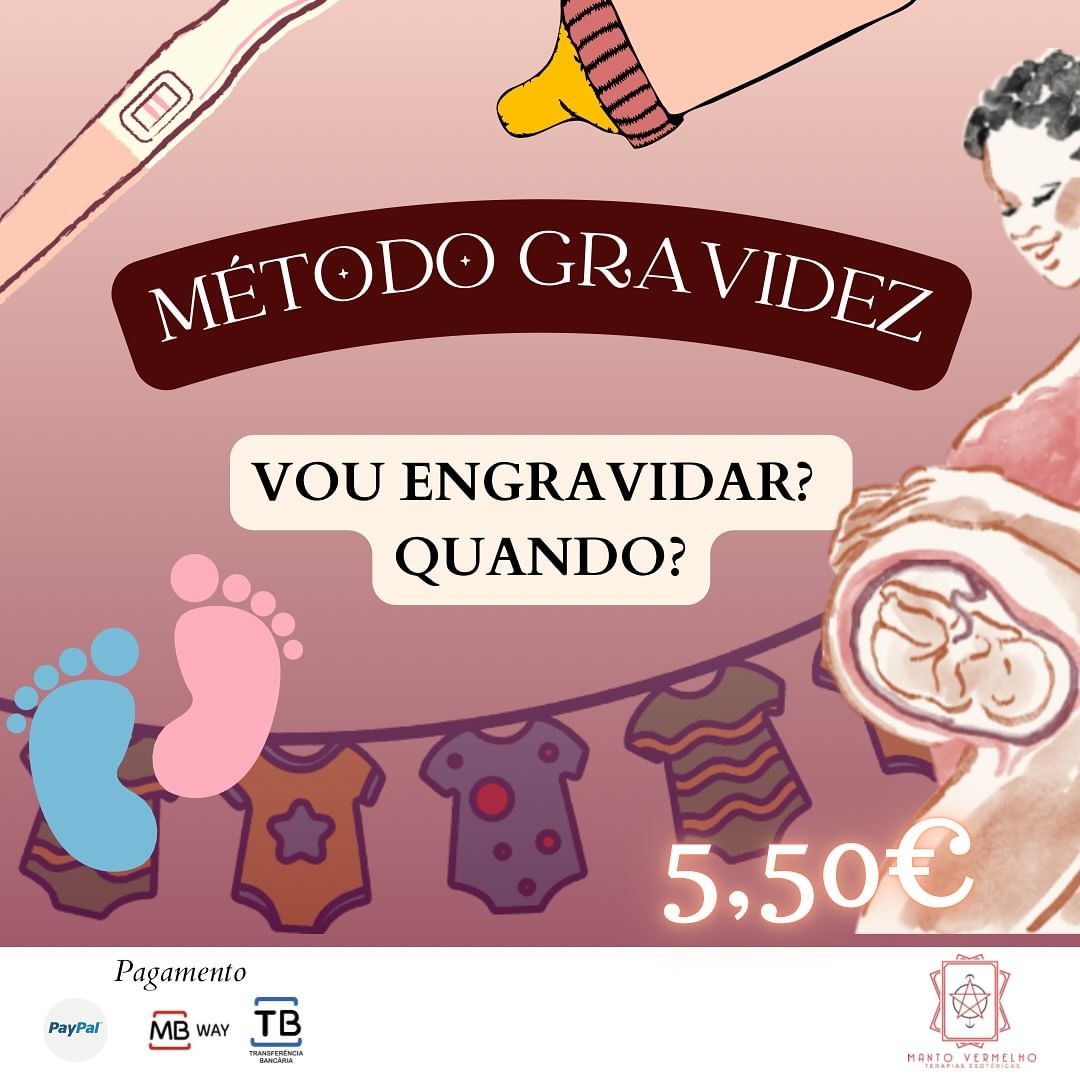 MÉTODO GRAVIDEZ
VOU ENGRAVIDAR?
QUANDO?
5,50€
Pagamento
PayPal
MB WAY
TB
TRANSFERÊNCIA
BANCÁRIA
MANTO VERMELHO
TERAPIAS ESOTÉRICAS